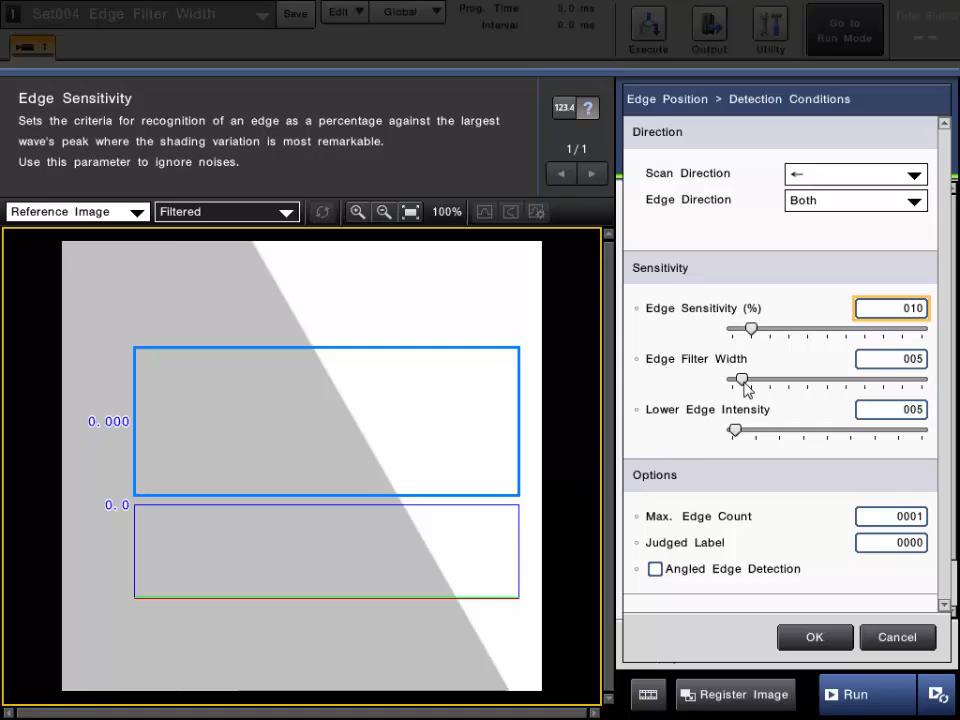 1 Set004 Edge Filter Width Save Edit Global Prog. Time 0.0 ms
Interval 0.0 ms
Execute Output Utility Go to
Run Mode
1
Edge Sensitivity
Sets the criteria for recognition of an edge as a percentage against the largest
wave's peak where the shading variation is most remarkable.
Use this parameter to ignore noises.
123.4 ?
1/1
Reference Image Filtered 100%
0.000
0.0
Edge Position > Detection Conditions
Direction
Scan Direction ←
Edge Direction Both
Sensitivity
Edge Sensitivity (%) 010
Edge Filter Width 005
Lower Edge Intensity 005
Options
Max. Edge Count 0001
Judged Label 0000
Angled Edge Detection
OK Cancel
Register Image Run